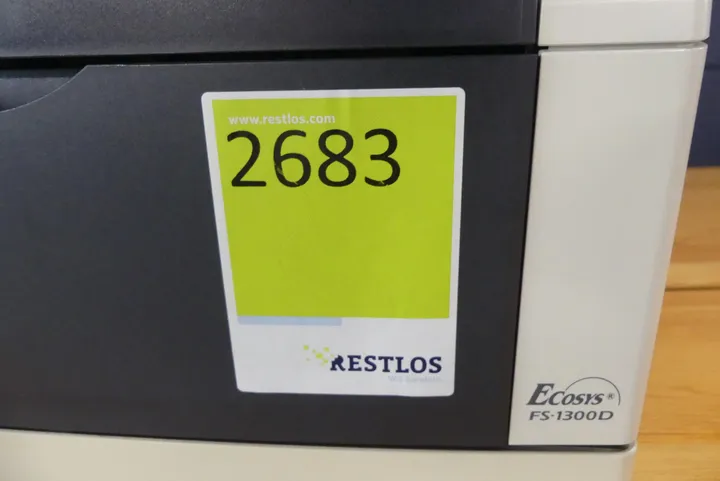 www.restlos.com
2683
RESTLOS
ECOSYS®
FS-1300D